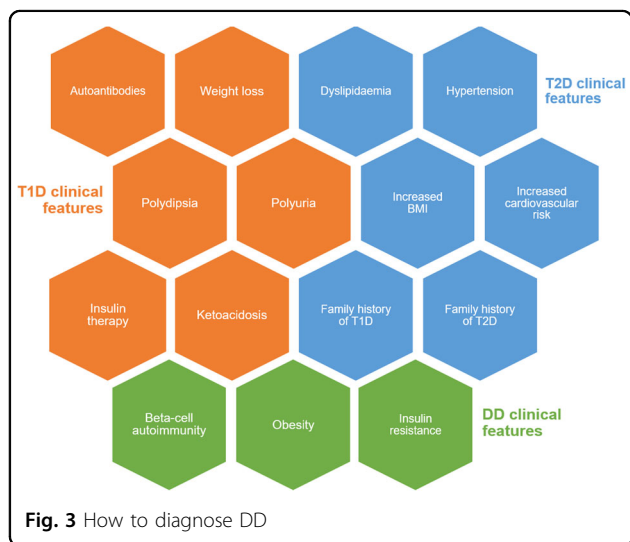 Autoantibodies
Weight loss
Dyslipidaemia
Hypertension
T2D clinical
features
T1D clinical
features
Polydipsia
Polyuria
Increased
BMI
Increased
cardiovascular
risk
Insulin
therapy
Ketoacidosis
Family history
of T1D
Family history
of T2D
Beta-cell
autoimmunity
Obesity
Insulin
resistance
DD clinical
features
Fig. 3 How to diagnose DD